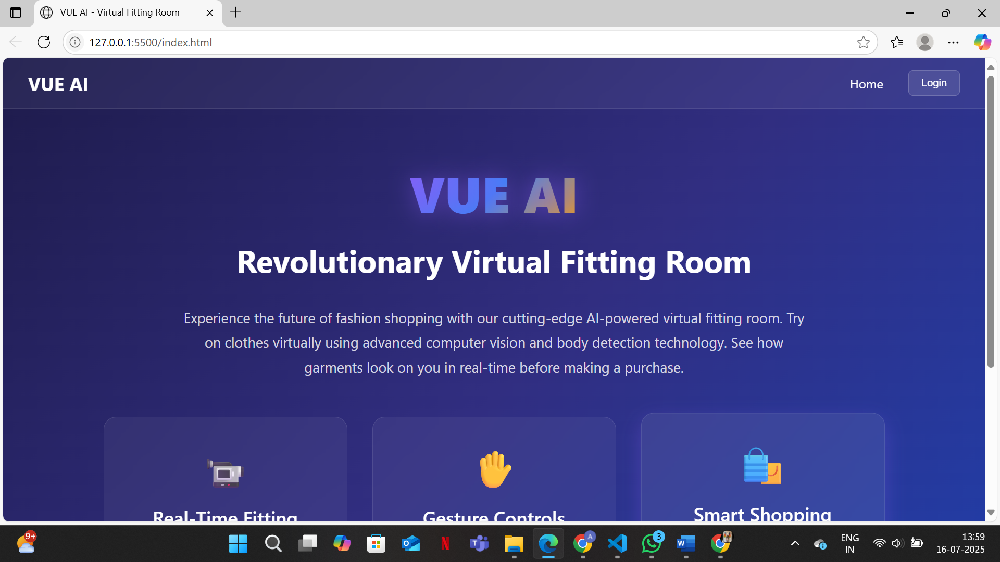 VUE AI - Virtual Fitting Room
127.0.0.1:5500/index.html
VUE AI
Home
Login
VUE AI
Revolutionary Virtual Fitting Room
Experience the future of fashion shopping with our cutting-edge AI-powered virtual fitting room. Try
on clothes virtually using advanced computer vision and body detection technology. See how
garments look on you in real-time before making a purchase.
Real-Time Fitting
Gesture Controls
Smart Shopping
9+
A
3
ENG
IN
13:59
16-07-2025